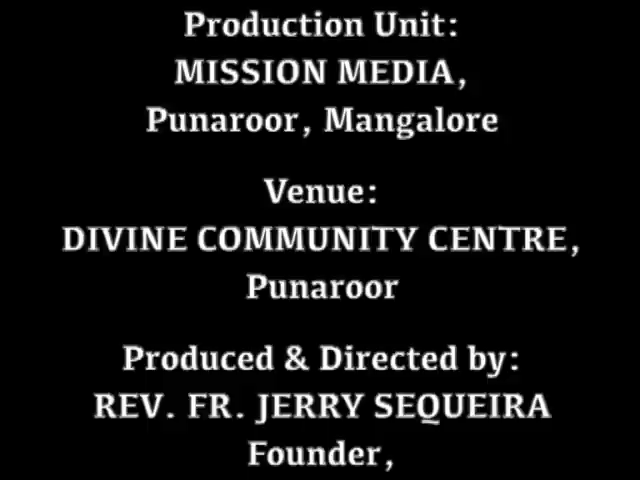 Production Unit:
MISSION MEDIA,
Punaroor, Mangalore
Venue:
DIVINE COMMUNITY CENTRE,
Punaroor
Produced & Directed by:
REV. FR. JERRY SEQUEIRA
Founder,